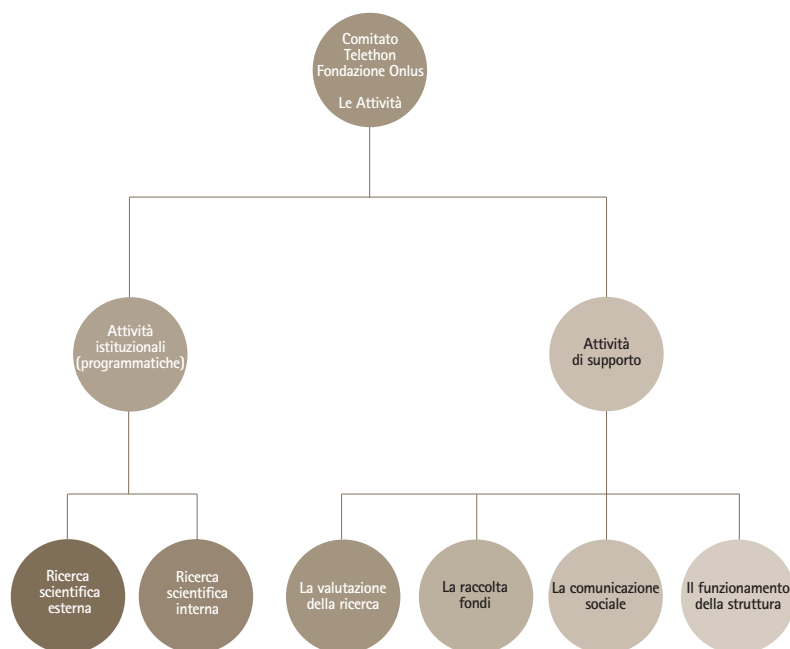 Comitato
Telethon
Fondazione Onlus
Le Attività
Attività
istituzionali
(programmatiche)
Attività
di supporto
Ricerca
scientifica
esterna
Ricerca
scientifica
interna
La valutazione
della ricerca
La raccolta
fondi
La comunicazione
sociale
Il funzionamento
della struttura